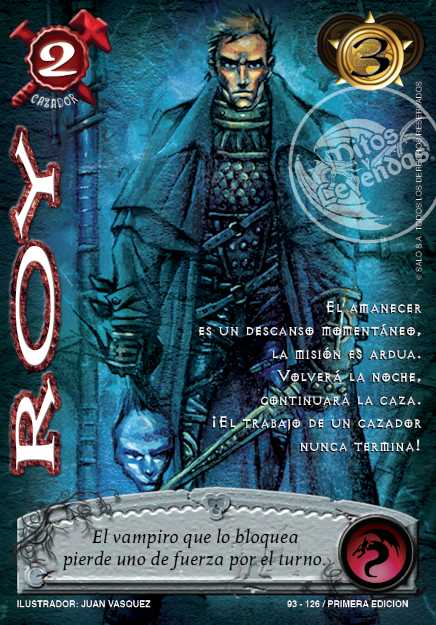 2
CAZADOR
3
ROY
Mitos y Leyendas
© SALO S.A. TODOS LOS DERECHOS RESERVADOS
EL AMANECER
ES UN DESCANSO MOMENTÁNEO,
LA MISIÓN ES ARDUA.
VOLVERÁ LA NOCHE,
CONTINUARÁ LA CAZA.
¡EL TRABAJO DE UN CAZADOR
NUNCA TERMINA!
El vampiro que lo bloquea
pierde uno de fuerza por el turno.
ILUSTRADOR: JUAN VASQUEZ
93 - 126 / PRIMERA EDICION